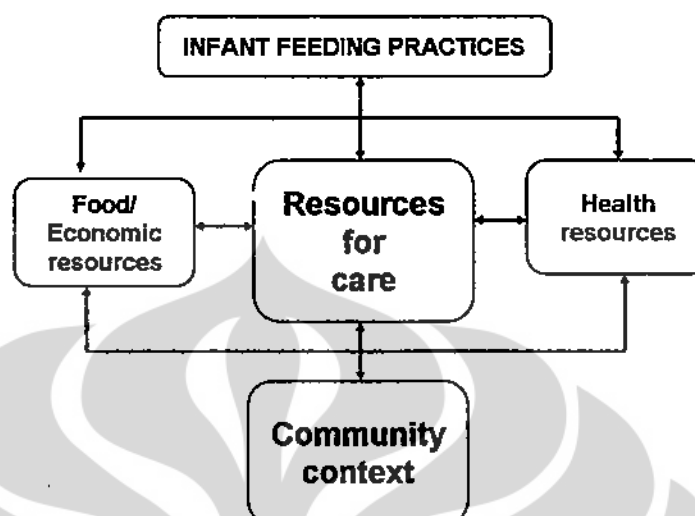 INFANT FEEDING PRACTICES
Food/
Economic
resources
Resources
for
care
Health
resources
Community
context